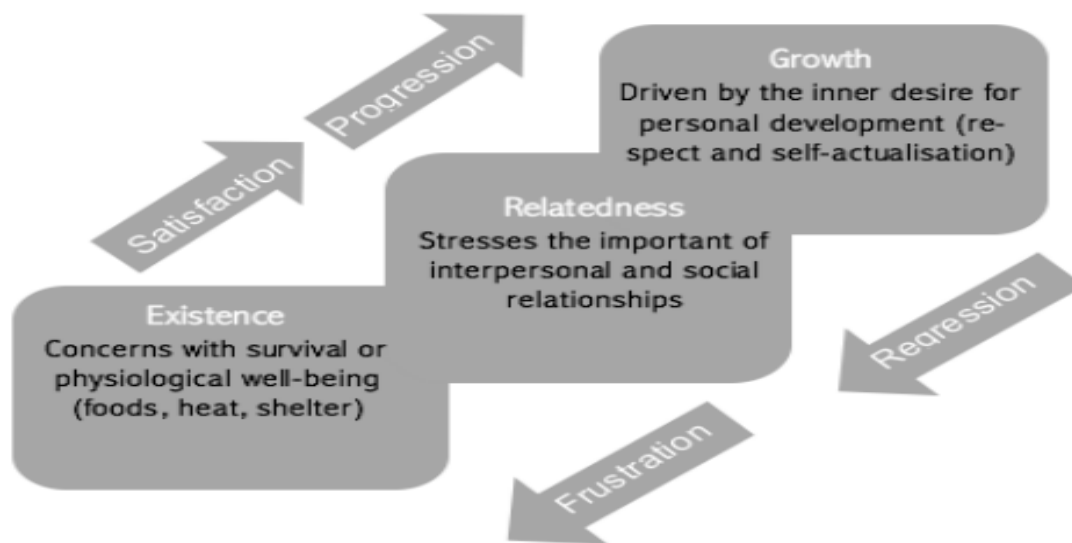 Progression
Satisfaction
Growth
Driven by the inner desire for
personal development (re-
spect and self-actualisation)
Relatedness
Stresses the important of
interpersonal and social
relationships
Existence
Concerns with survival or
physiological well-being
(foods, heat, shelter)
Regression
Frustration